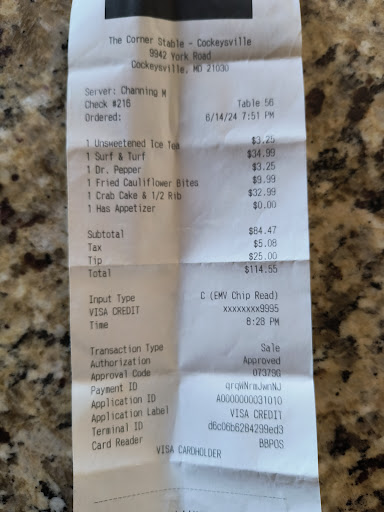 The Corner Stable - Cockeysville
9942 York Road
Cockeysville, MD 21030
Server: Channing M
Check #216 Table 56
Ordered: 6/14/24 7:51 PM
1 Unsweetened Ice Tea $3.25
1 Surf & Turf $34.99
1 Dr. Pepper $3.25
1 Fried Cauliflower Bites $9.99
1 Crab Cake & 1/2 Rib $32.99
1 Has Appetizer $0.00
Subtotal $84.47
Tax $5.08
Tip $25.00
Total $114.55
Input Type C (EMV Chip Read)
VISA CREDIT xxxxxxxx9995
Time 8:28 PM
Transaction Type Sale
Authorization Approved
Approval Code 07379G
Payment ID qrqWNrmJwnNJ
Application ID A0000000031010
Application Label VISA CREDIT
Terminal ID d6c06b6284299ed3
Card Reader BBPOS
VISA CARDHOLDER